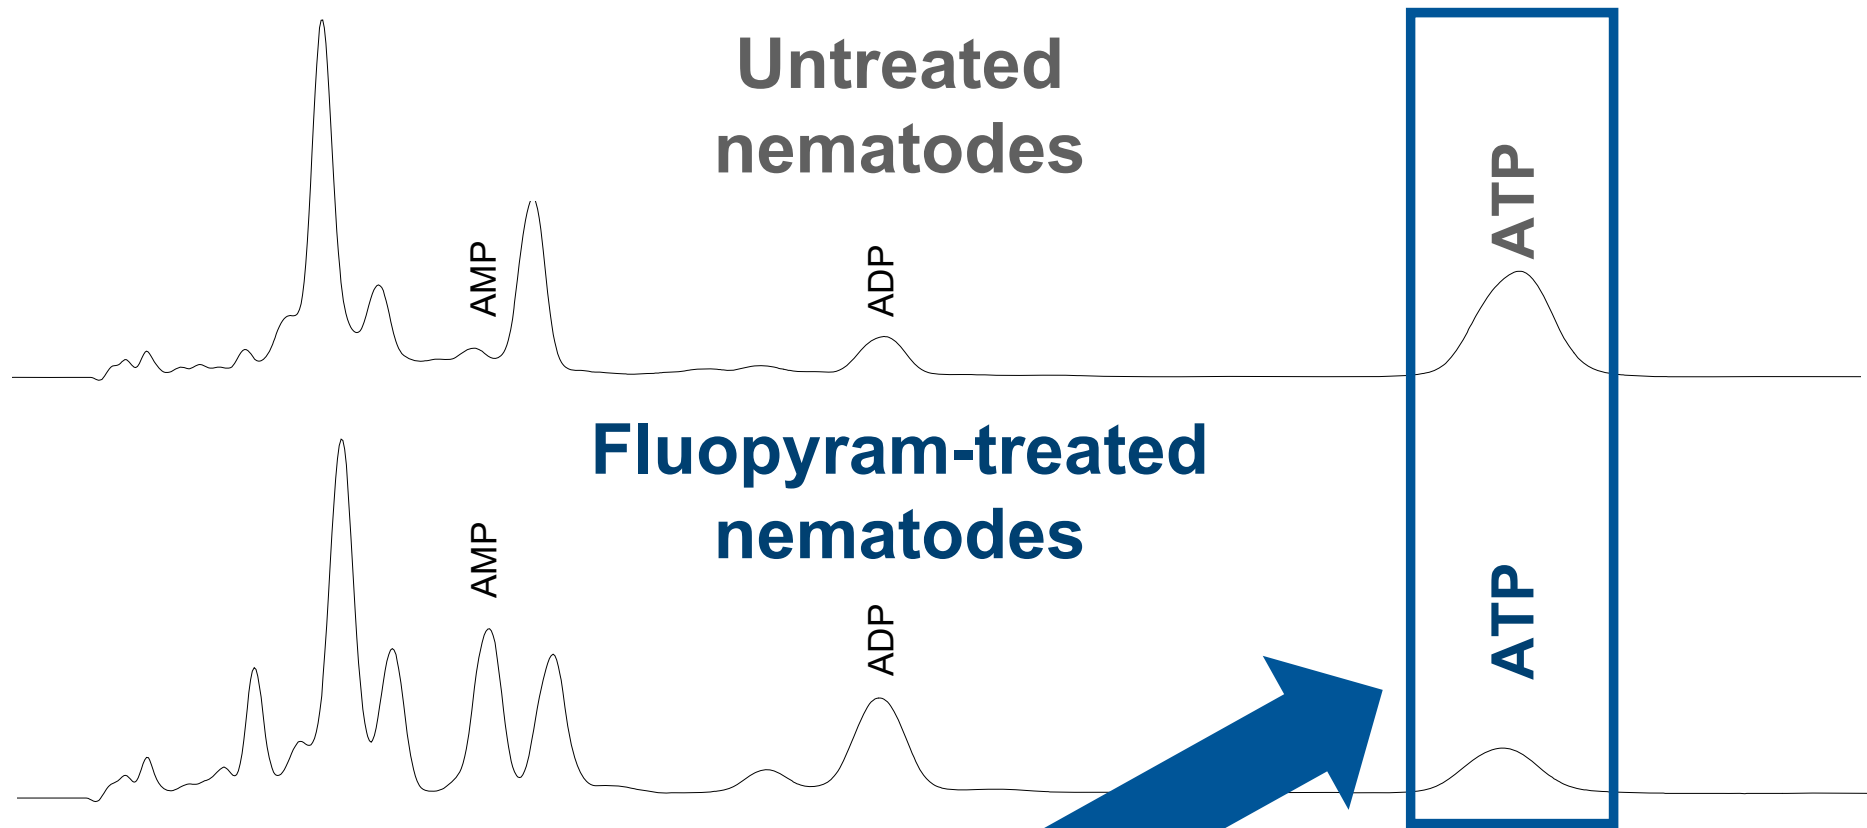 Untreated
nematodes
AMP
ADP
ATP
Fluopyram-treated
nematodes
AMP
ADP
ATP